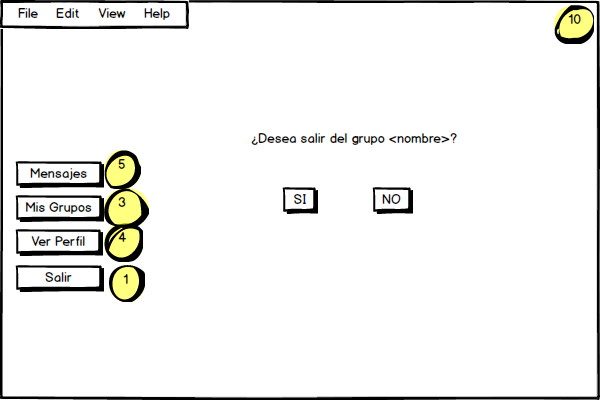 File Edit View Help
10
¿Desea salir del grupo <nombre>?
Mensajes 5
Mis Grupos 3
SI NO
Ver Perfil 4
Salir 1